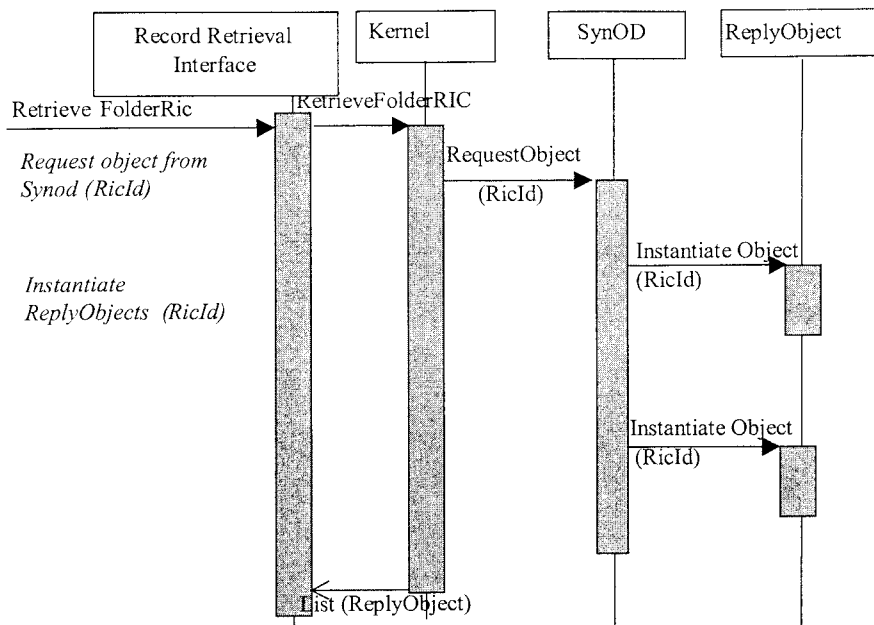 Record Retrieval
Interface
Kernel
SynOD
ReplyObject
Retrieve FolderRic
RetrieveFolderRIC
Request object from
Synod (RicId)
RequestObject
(RicId)
Instantiate Object
(RicId)
Instantiate
ReplyObjects (RicId)
Instantiate Object
(RicId)
List (ReplyObject)